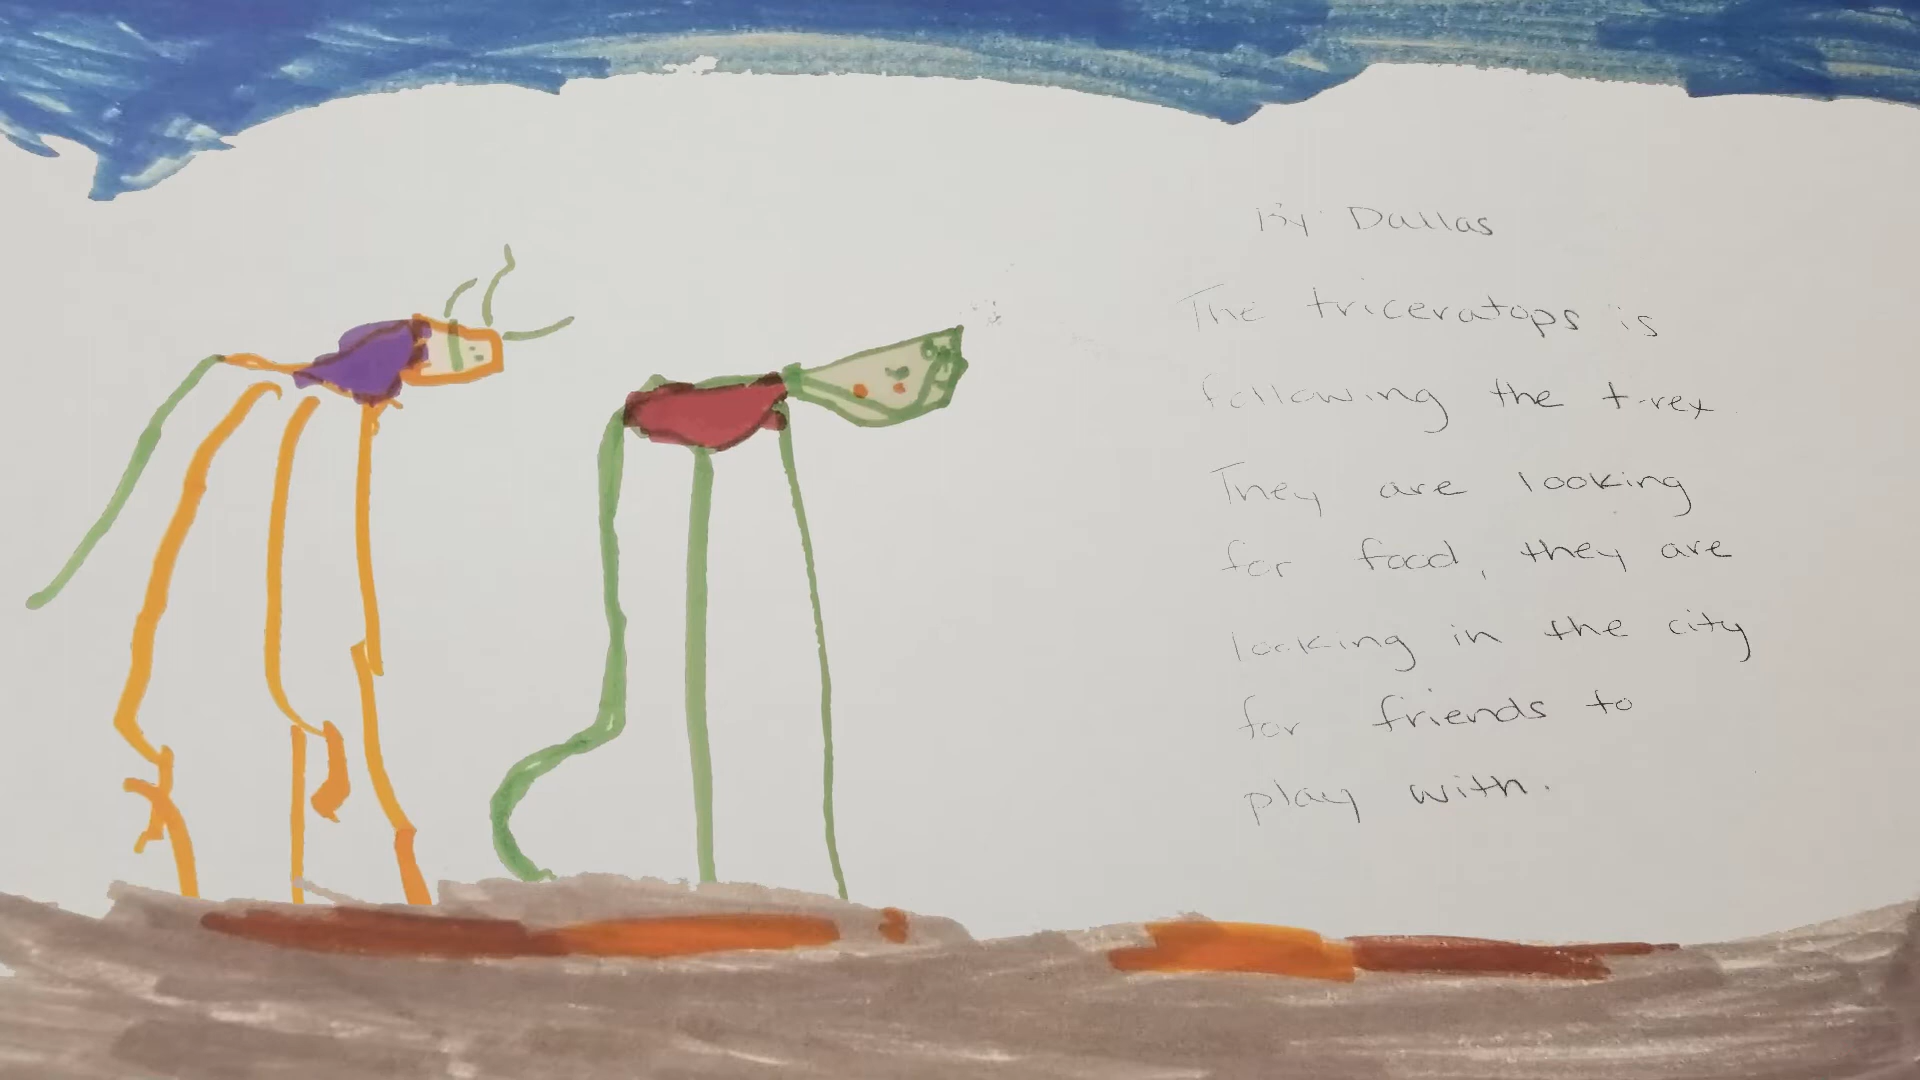 By Dallas
The triceratops is
following the t-rex
They are looking
for food, they are
looking in the city
for friends to
play with.